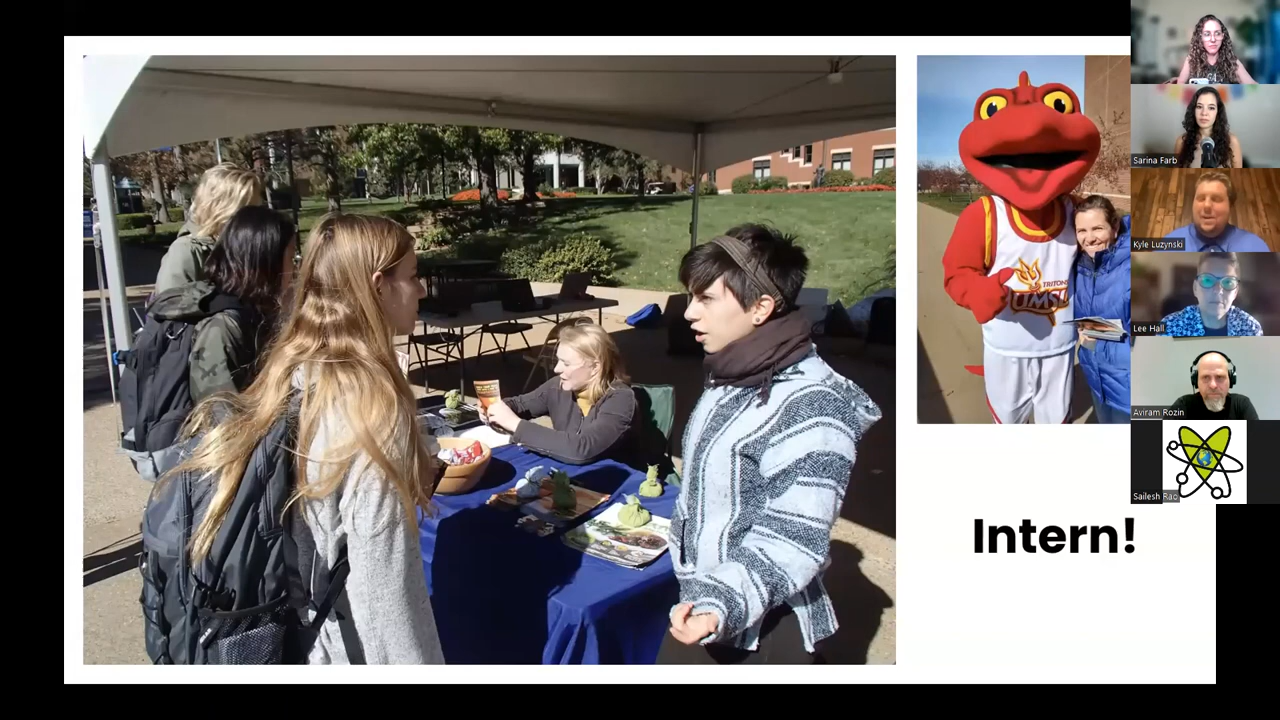 TRITONS
UMSL
Sarina Farb
Kyle Luzynski
Lee Hall
Aviram Rozin
Sailesh Rao
Intern!